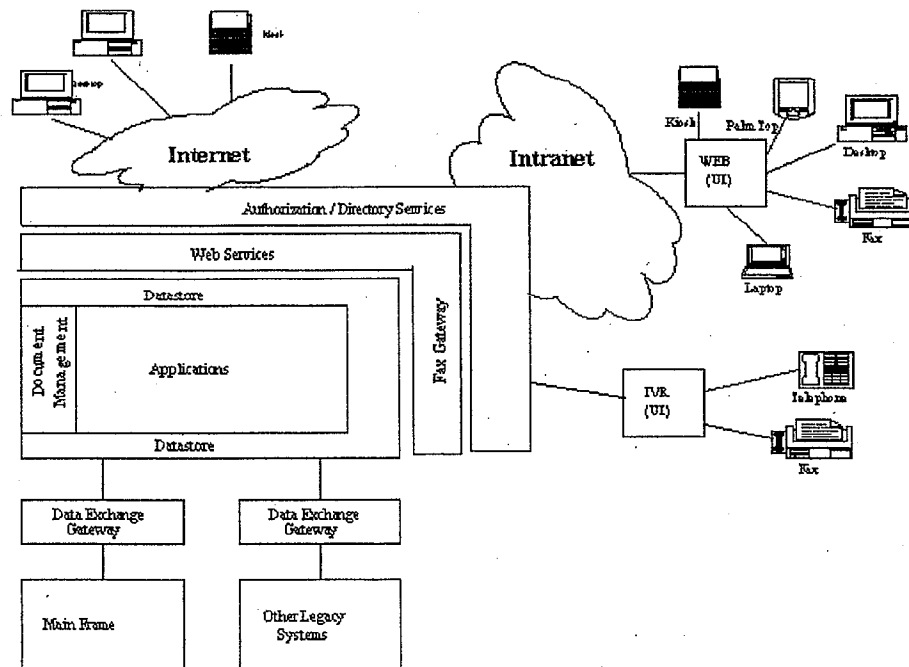 Kiosk
Desktop
Internet
Intranet
Kiosk
Palm Top
WEB
(UI)
Desktop
Fax
Laptop
Authorization / Directory Services
Web Services
Datastore
Document
Management
Applications
Fax Gateway
Datastore
IVR
(UI)
Telephone
Fax
Data Exchange
Gateway
Data Exchange
Gateway
Main Frame
Other Legacy
Systems